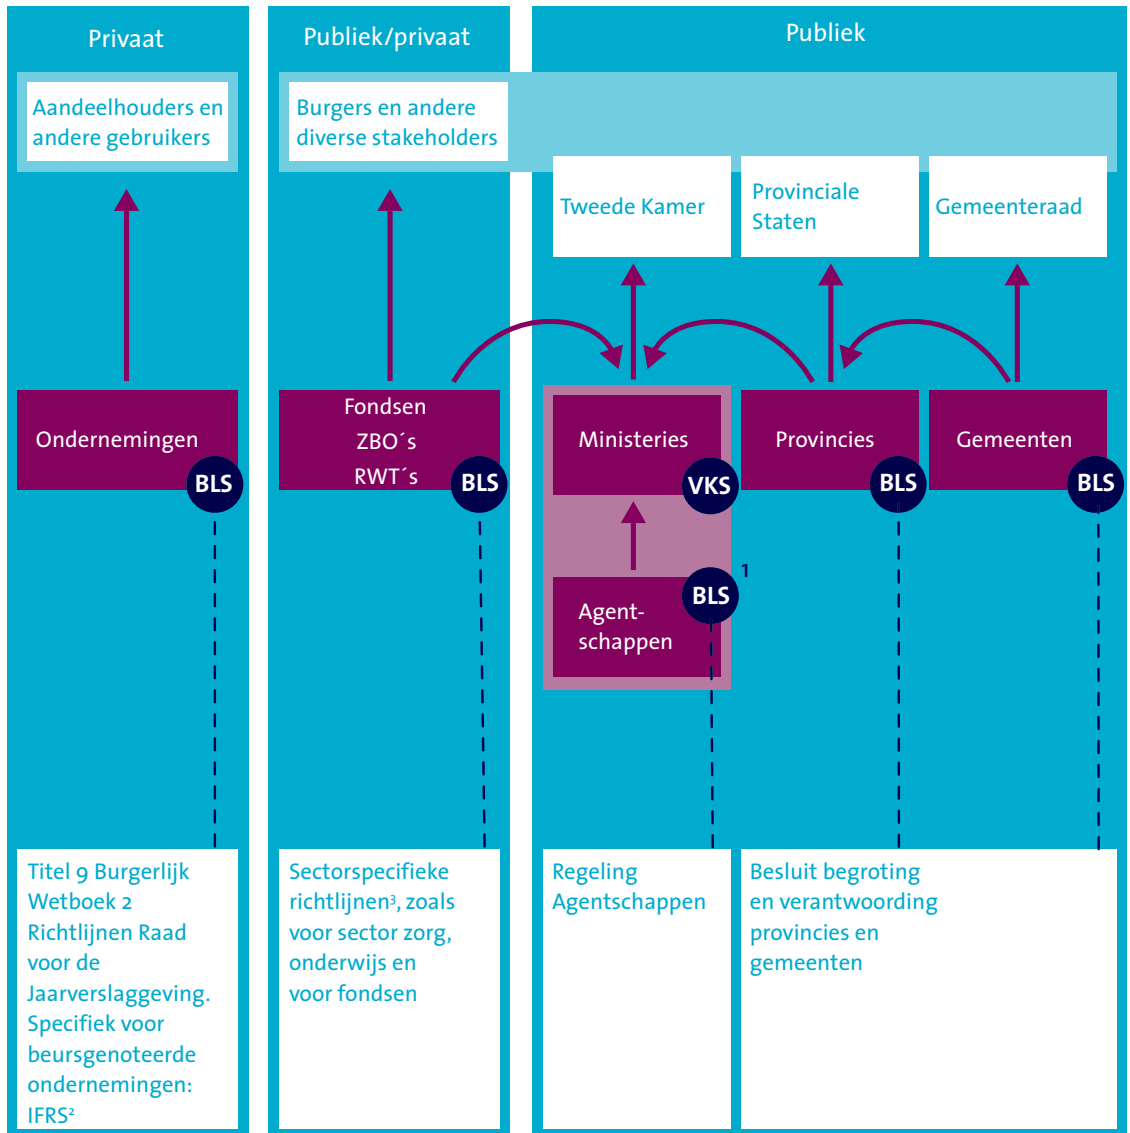 Privaat
Publiek/privaat
Publiek
Aandeelhouders en
andere gebruikers
Burgers en andere
diverse stakeholders
Tweede Kamer
Provinciale
Staten
Gemeenteraad
Ondernemingen
BLS
Fondsen
ZBO´s
RWT´s
BLS
Ministeries
VKS
Provincies
BLS
Gemeenten
BLS
Agent-
schappen
BLS
1
Titel 9 Burgerlijk
Wetboek 2
Richtlijnen Raad
voor de
Jaarverslaggeving.
Specifiek voor
beursgenoteerde
ondernemingen:
IFRS²
Sectorspecifieke
richtlijnen³, zoals
voor sector zorg,
onderwijs en
voor fondsen
Regeling
Agentschappen
Besluit begroting
en verantwoording
provincies en
gemeenten